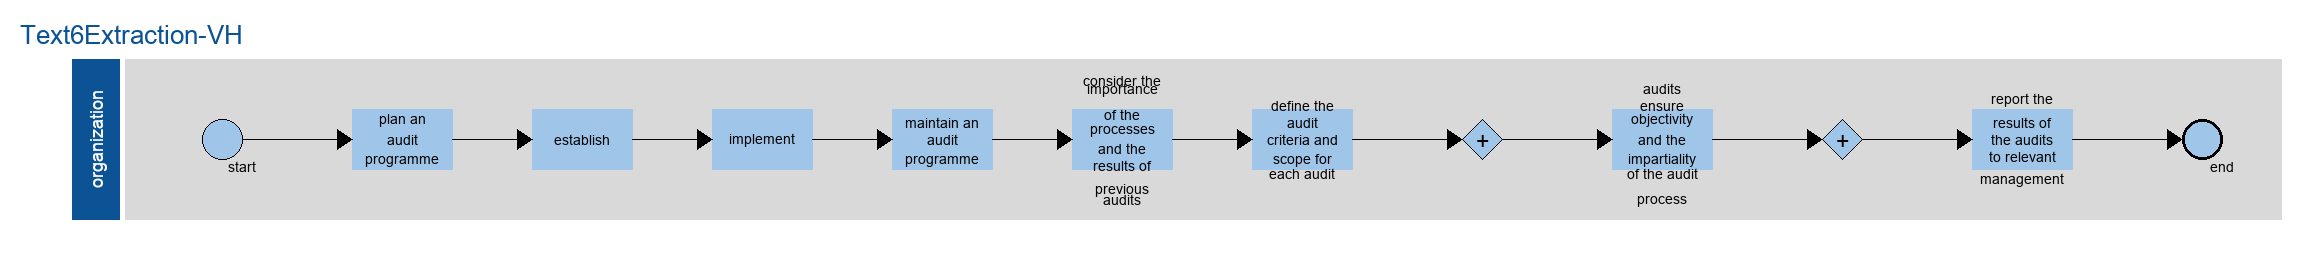 Text6Extraction-VH
organization
start
plan an
audit
programme
establish
implement
maintain an
audit
programme
consider the
importance
of the
processes
and the
results of
previous
audits
define the
audit
criteria and
scope for
each audit
+
audits
ensure
objectivity
and the
impartiality
of the audit
process
+
report the
results of
the audits
to relevant
management
end